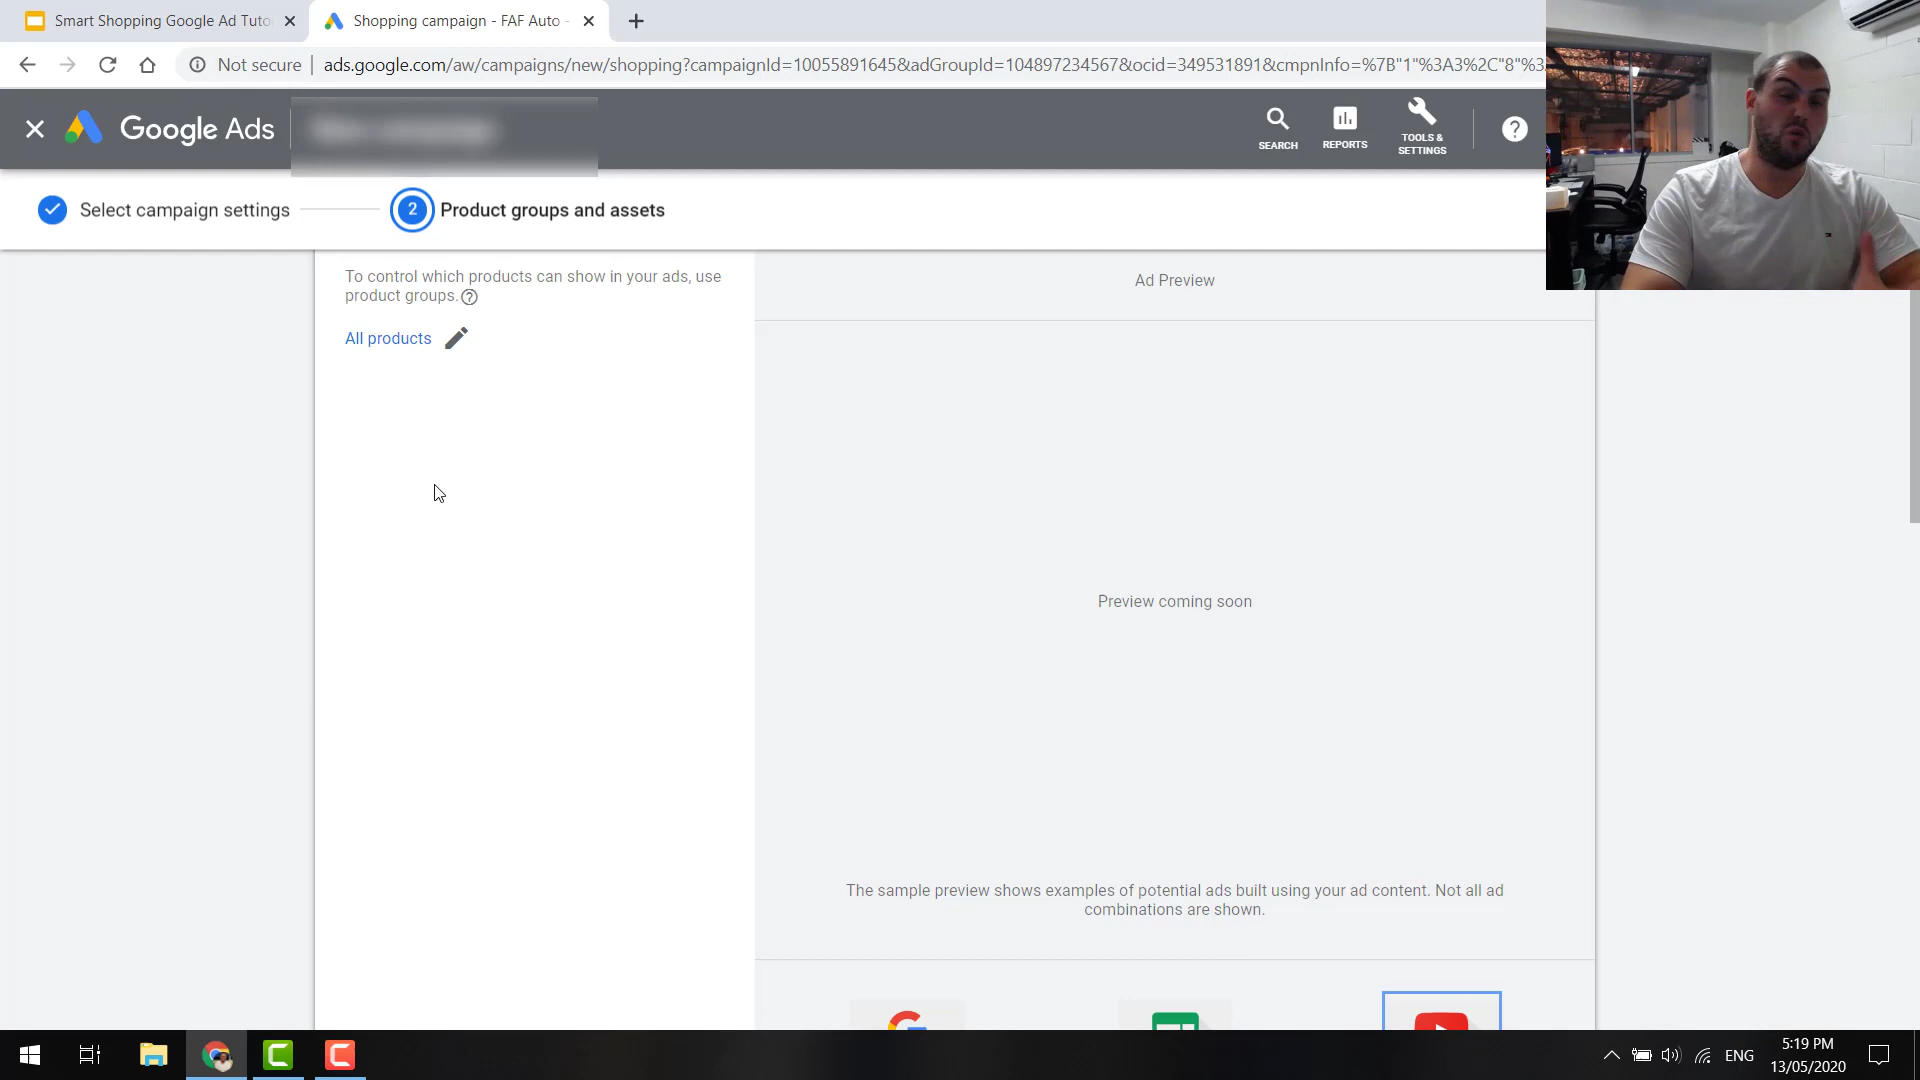 Smart Shopping Google Ad Tuto
Shopping campaign - FAF Auto -
Not secure
ads.google.com/aw/campaigns/new/shopping?campaignId=10055891645&adGroupId=104897234567&ocid=349531891&cmpnInfo=%7B"1"%3A3%2C"8"%3
Google Ads
SEARCH
REPORTS
TOOLS &
SETTINGS
?
Select campaign settings
2 Product groups and assets
To control which products can show in your ads, use
product groups. ?
Ad Preview
All products
Preview coming soon
The sample preview shows examples of potential ads built using your ad content. Not all ad
combinations are shown.
ENG
5:19 PM
13/05/2020